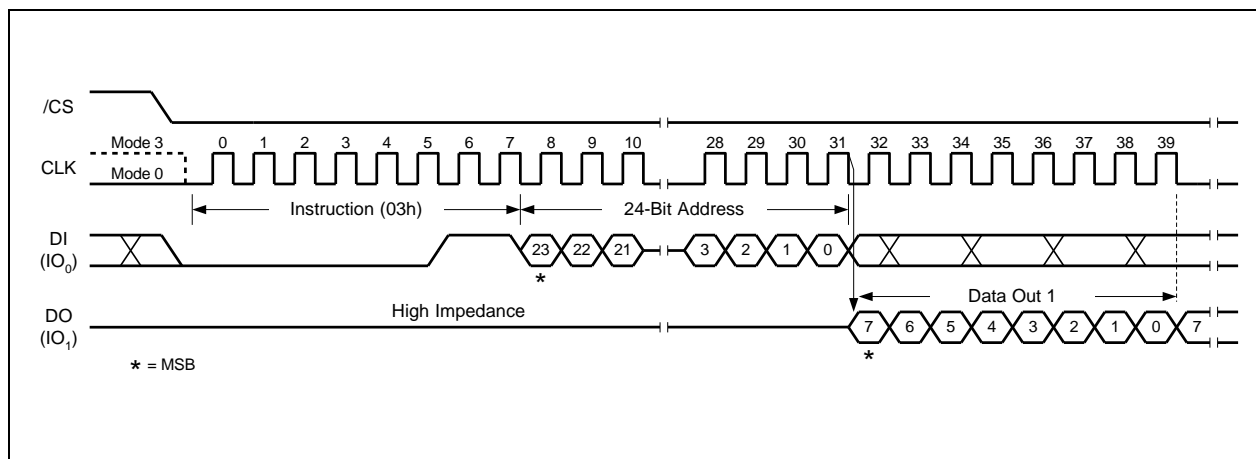 /CS
Mode 3
0 1 2 3 4 5 6 7 8 9 10 28 29 30 31 32 33 34 35 36 37 38 39
CLK
Mode 0
Instruction (03h)
24-Bit Address
DI
(IO0)
23 22 21 3 2 1 0
*
Data Out 1
High Impedance
DO
(IO1)
7 6 5 4 3 2 1 0 7
*
* = MSB